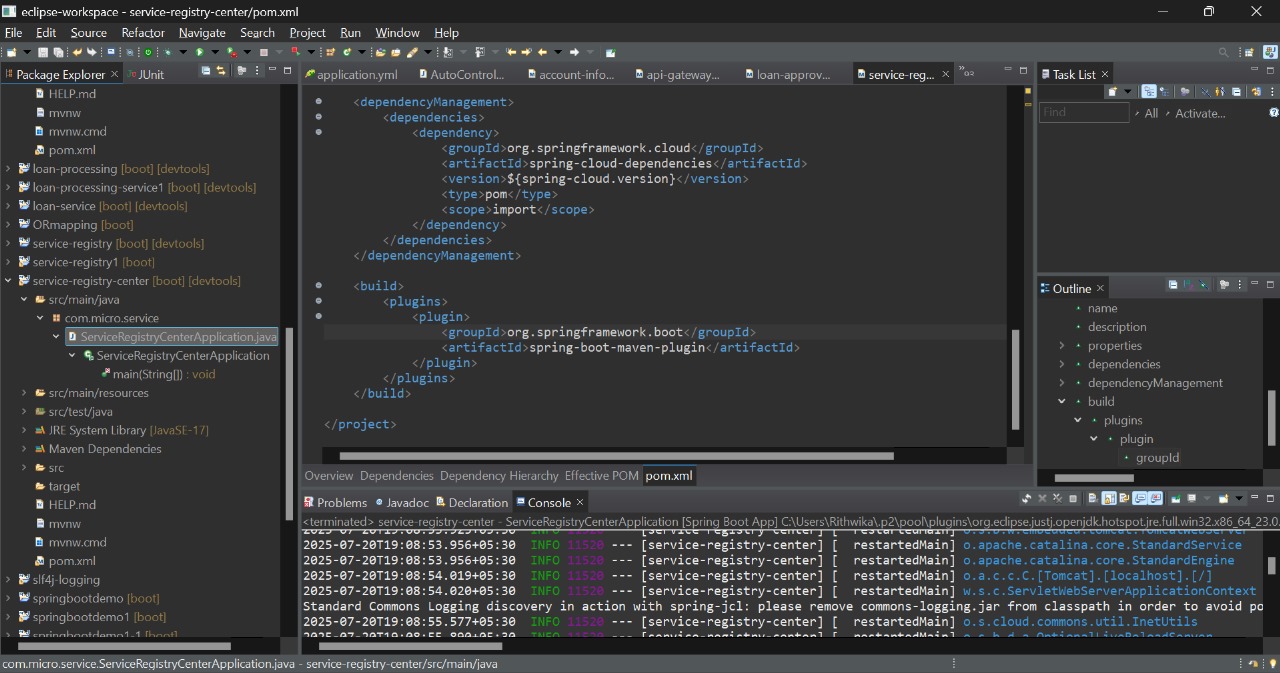 eclipse-workspace - service-registry-center/pom.xml
File Edit Source Refactor Navigate Search Project Run Window Help
Package Explorer
JUnit
HELP.md
mvnw
mvnw.cmd
pom.xml
loan-processing [boot] [devtools]
loan-processing-service1 [boot] [devtools]
loan-service [boot] [devtools]
ORmapping [boot]
service-registry [boot] [devtools]
service-registry1 [boot]
service-registry-center [boot] [devtools]
src/main/java
com.micro.service
ServiceRegistryCenterApplication.java
ServiceRegistryCenterApplication
main(String[]) : void
src/main/resources
src/test/java
JRE System Library [JavaSE-17]
Maven Dependencies
src
target
HELP.md
mvnw
mvnw.cmd
pom.xml
slf4j-logging
springbootdemo [boot]
springbootdemo1 [boot]
springbootdemo1-1 [boot]
application.yml AutoControl... account-info... api-gateway... loan-approv... service-reg...
<dependencyManagement>
<dependencies>
<dependency>
<groupId>org.springframework.cloud</groupId>
<artifactId>spring-cloud-dependencies</artifactId>
<version>${spring-cloud.version}</version>
<type>pom</type>
<scope>import</scope>
</dependency>
</dependencies>
</dependencyManagement>
<build>
<plugins>
<plugin>
<groupId>org.springframework.boot</groupId>
<artifactId>spring-boot-maven-plugin</artifactId>
</plugin>
</plugins>
</build>
</project>
Overview Dependencies Dependency Hierarchy Effective POM pom.xml
Task List
Find All Activate...
Outline
name
description
properties
dependencies
dependencyManagement
build
plugins
plugin
groupId
Problems Javadoc Declaration Console
<terminated> service-registry-center - ServiceRegistryCenterApplication [Spring Boot App] C:\Users\Rithwika\.p2\pool\plugins\org.eclipse.justj.openjdk.hotspot.jre.full.win32.x86_64_23.0.
2025-07-20T19:08:53.956+05:30 INFO 11520 --- [service-registry-center] [ restartedMain] o.apache.catalina.core.StandardService
2025-07-20T19:08:53.956+05:30 INFO 11520 --- [service-registry-center] [ restartedMain] o.apache.catalina.core.StandardEngine
2025-07-20T19:08:54.019+05:30 INFO 11520 --- [service-registry-center] [ restartedMain] o.a.c.c.C.[Tomcat].[localhost].[/]
2025-07-20T19:08:54.020+05:30 INFO 11520 --- [service-registry-center] [ restartedMain] w.s.c.ServletWebServerApplicationContext
Standard Commons Logging discovery in action with spring-jcl: please remove commons-logging.jar from classpath in order to avoid po
2025-07-20T19:08:55.577+05:30 INFO 11520 --- [service-registry-center] [ restartedMain] o.s.cloud.commons.util.InetUtils
com.micro.service.ServiceRegistryCenterApplication.java - service-registry-center/src/main/java